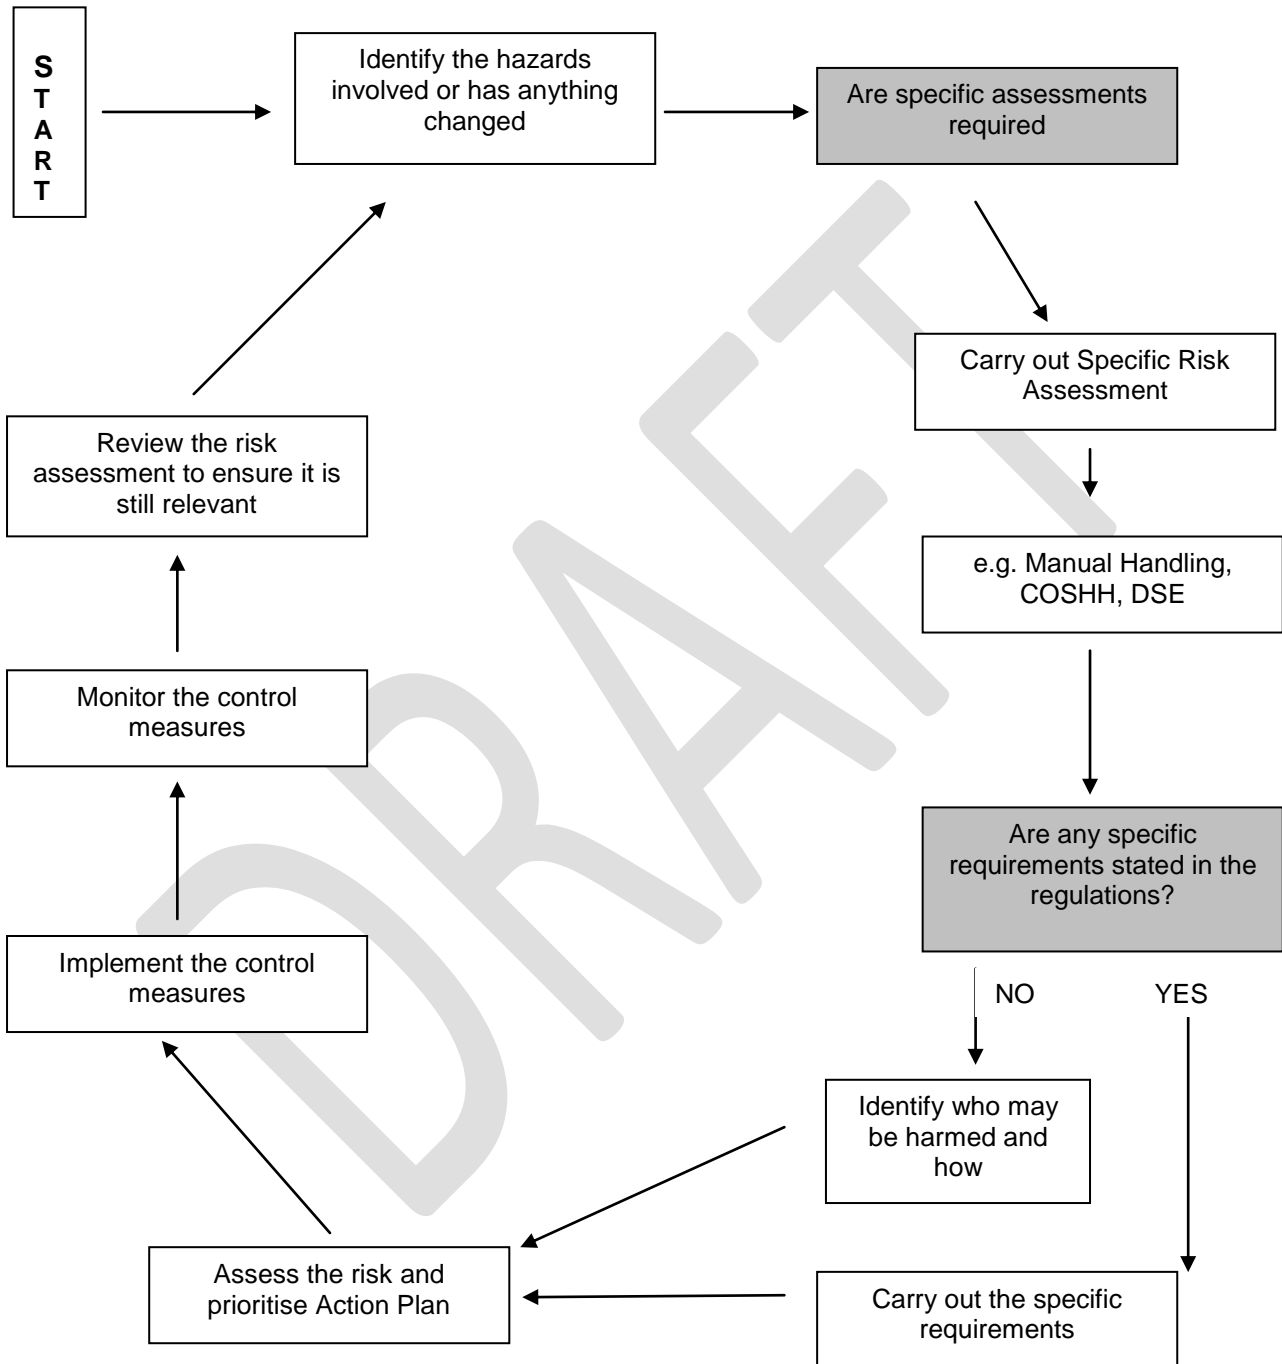 START
Identify the hazards
involved or has anything
changed
Are specific assessments
required
Carry out Specific Risk
Assessment
e.g. Manual Handling,
COSHH, DSE
Are any specific
requirements stated in the
regulations?
NO
YES
Identify who may
be harmed and
how
Carry out the specific
requirements
Assess the risk and
prioritise Action Plan
Implement the control
measures
Monitor the control
measures
Review the risk
assessment to ensure it is
still relevant
DRAFT